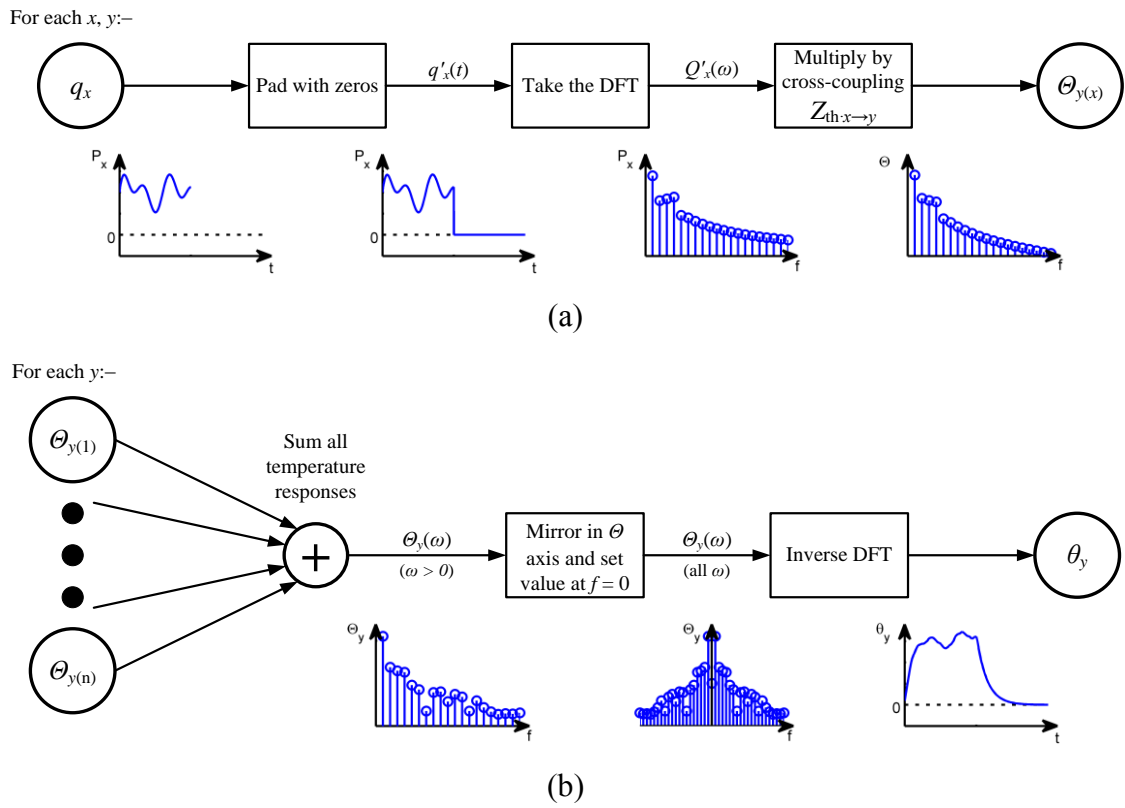 For each x, y:–
q_x
Pad with zeros
q'_x(t)
Take the DFT
Q'_x(ω)
Multiply by
cross-coupling
Z_th·x→y
Θ_y(x)
P_x
0
t
P_x
0
t
P_x
f
Θ
f
(a)
For each y:–
Θ_y(1)
Θ_y(n)
Sum all
temperature
responses
+
Θ_y(ω)
(ω > 0)
Mirror in Θ
axis and set
value at f = 0
Θ_y(ω)
(all ω)
Inverse DFT
θ_y
Θ_y
f
Θ_y
f
θ_y
0
t
(b)